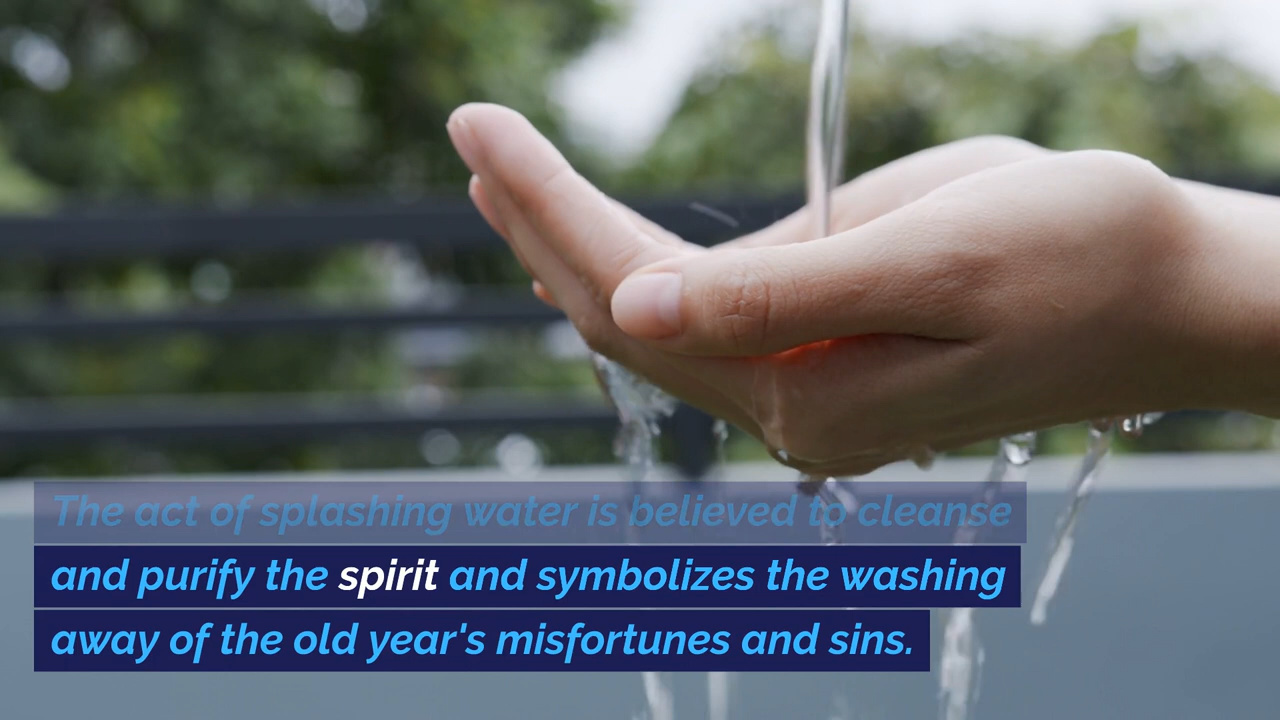 The act of splashing water is believed to cleanse
and purify the spirit and symbolizes the washing
away of the old year's misfortunes and sins.